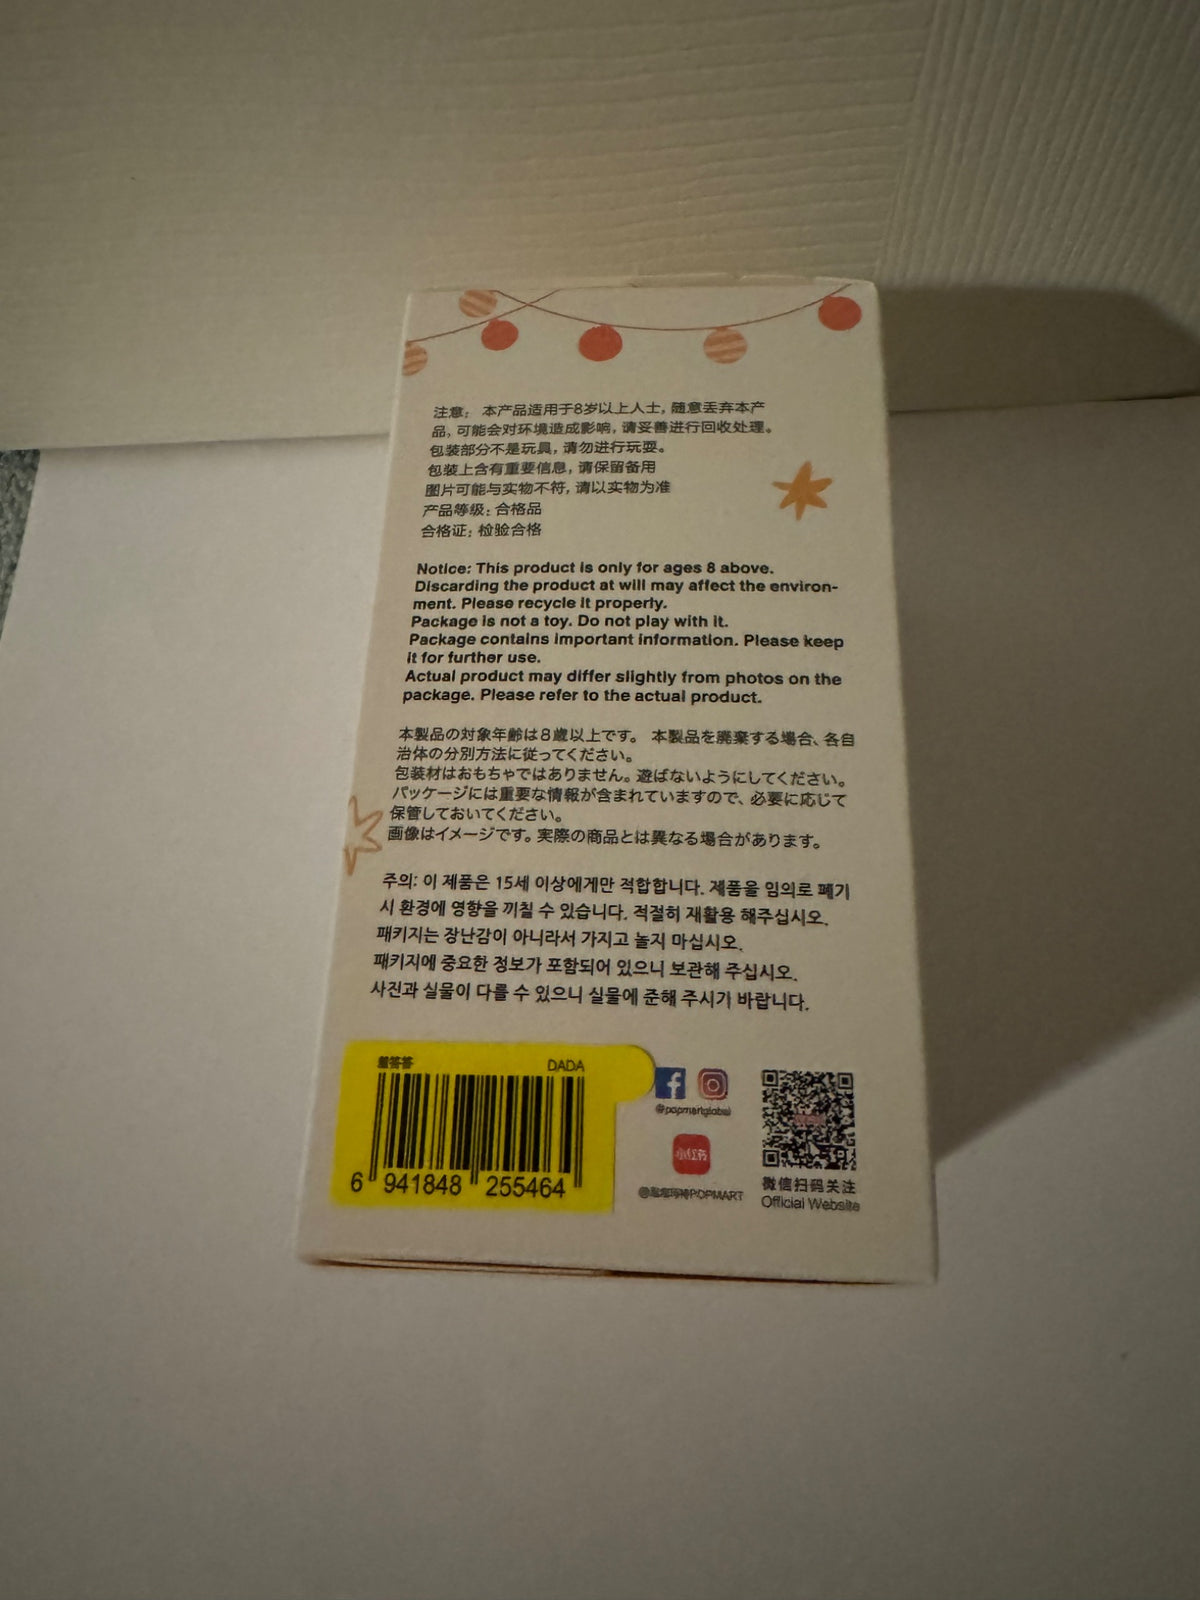 注意： 本产品适用于8岁以上人士，随意丢弃本产
品，可能会对环境造成影响，请妥善进行回收处理。
包装部分不是玩具，请勿进行玩耍。
包装上含有重要信息，请保留备用
图片可能与实物不符，请以实物为准
产品等级：合格品
合格证：检验合格
Notice: This product is only for ages 8 above.
Discarding the product at will may affect the environ-
ment. Please recycle it properly.
Package is not a toy. Do not play with it.
Package contains important information. Please keep
it for further use.
Actual product may differ slightly from photos on the
package. Please refer to the actual product.
本製品の対象年齢は8歳以上です。 本製品を廃棄する場合、各自
治体の分別方法に従ってください。
包装材はおもちゃではありません。遊ばないようにしてください。
パッケージには重要な情報が含まれていますので、必要に応じて
保管しておいてください。
画像はイメージです。実際の商品とは異なる場合があります。
주의: 이 제품은 15세 이상에게만 적합합니다. 제품을 임의로 폐기
시 환경에 영향을 끼칠 수 있습니다. 적절히 재활용 해주십시오.
패키지는 장난감이 아니라서 가지고 놀지 마십시오.
패키지에 중요한 정보가 포함되어 있으니 보관해 주십시오.
사진과 실물이 다를 수 있으니 실물에 준해 주시기 바랍니다.
DADA
6 941848 255464
@popmartglobal
小红书
POPMART
微信扫码关注
Official Website